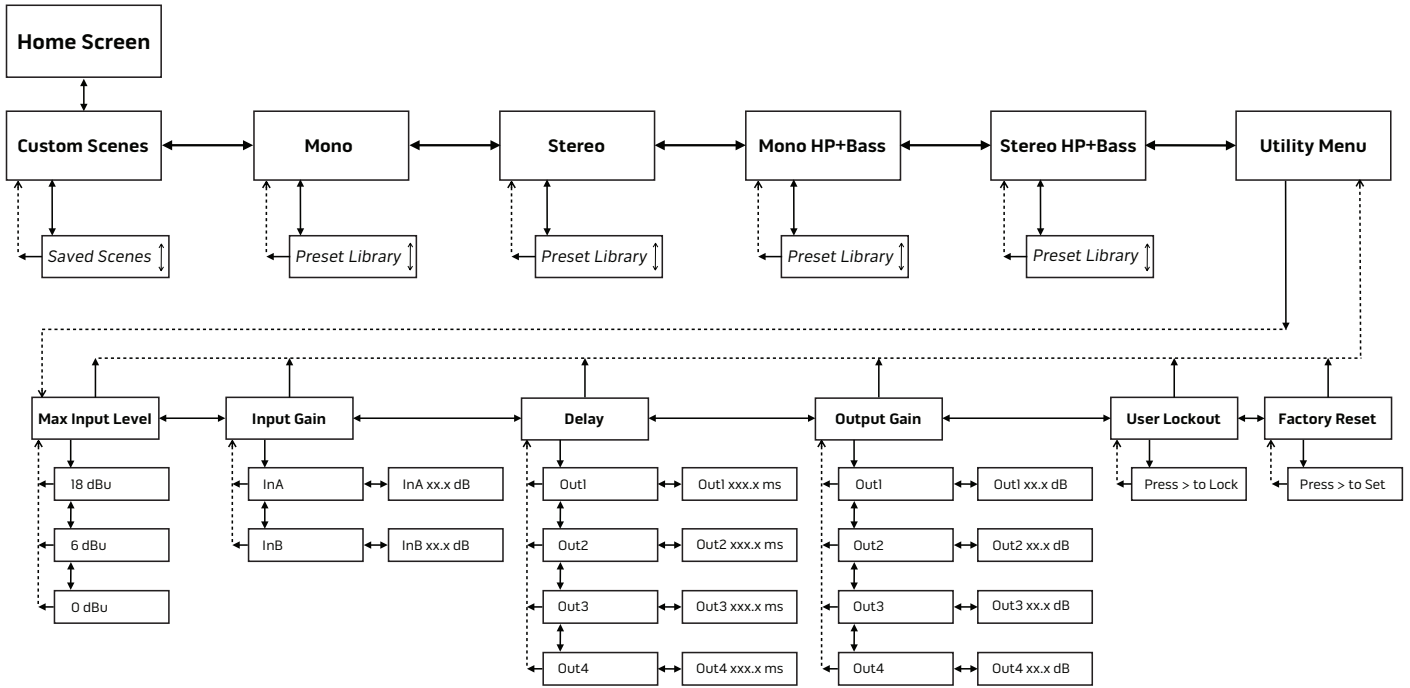 Home Screen
Custom Scenes
Mono
Stereo
Mono HP+Bass
Stereo HP+Bass
Utility Menu
Saved Scenes
Preset Library
Preset Library
Preset Library
Preset Library
Max Input Level
Input Gain
Delay
Output Gain
User Lockout
Factory Reset
18 dBu
InA
InA xx.x dB
Out1
Out1 xxx.x ms
Out1
Out1 xx.x dB
Press > to Lock
Press > to Set
6 dBu
InB
InB xx.x dB
Out2
Out2 xxx.x ms
Out2
Out2 xx.x dB
0 dBu
Out3
Out3 xxx.x ms
Out3
Out3 xx.x dB
Out4
Out4 xxx.x ms
Out4
Out4 xx.x dB